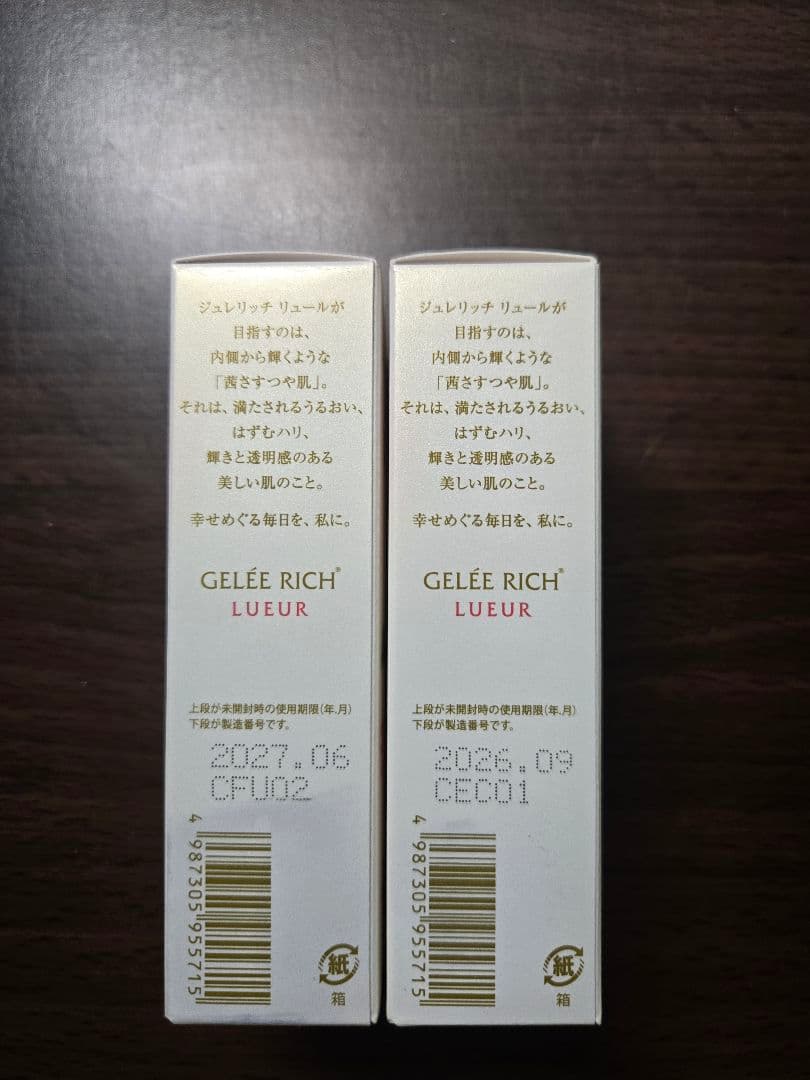 ジュレリッチ リュールが
目指すのは、
内側から輝くような
「茜さすつや肌」。
それは、満たされるうるおい、
はずむハリ、
輝きと透明感のある
美しい肌のこと。
幸せめぐる毎日を、私に。
GELÉE RICH®
LUEUR
上段が未開封時の使用期限(年、月)
下段が製造番号です。
2027.06
CFU02
4 987305 955715
紙
箱
ジュレリッチ リュールが
目指すのは、
内側から輝くような
「茜さすつや肌」。
それは、満たされるうるおい、
はずむハリ、
輝きと透明感のある
美しい肌のこと。
幸せめぐる毎日を、私に。
GELÉE RICH®
LUEUR
上段が未開封時の使用期限(年、月)
下段が製造番号です。
2026.09
CEC01
4 987305 955715
紙
箱